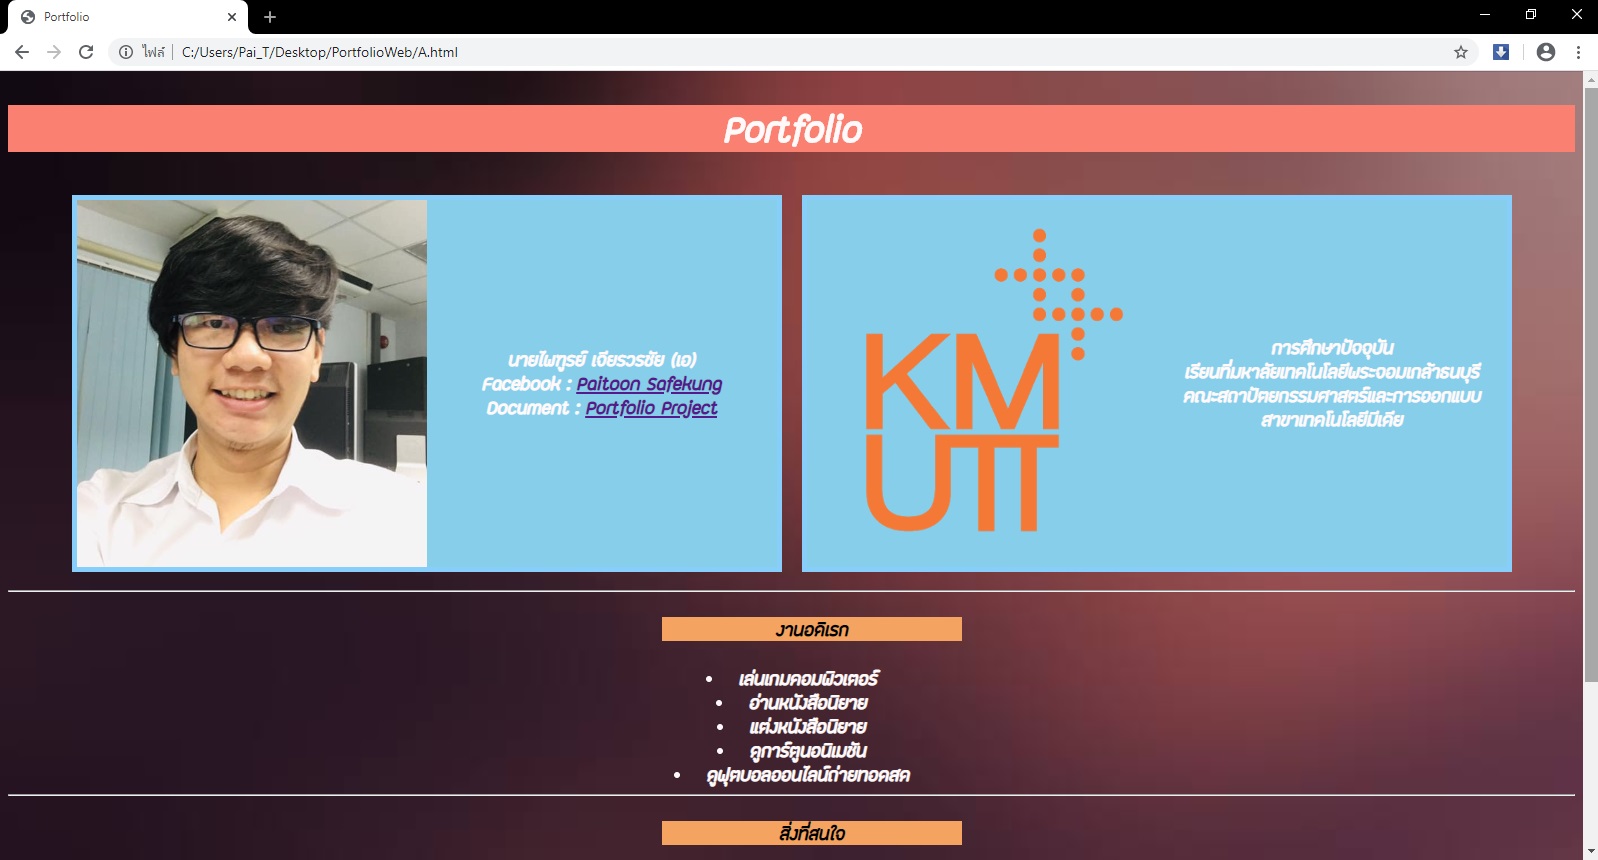 Portfolio
ไฟล์
C:/Users/Pai_T/Desktop/PortfolioWeb/A.html
Portfolio
นายไพฑูรย์ เจียรวรชัย (เอ)
Facebook : Paitoon Safekung
Document : Portfolio Project
KM
UTT
การศึกษาปัจจุบัน
เรียนที่มหาลัยเทคโนโลยีพระจอมเกล้าธนบุรี
คณะสถาปัตยกรรมศาสตร์และการออกแบบ
สาขาเทคโนโลยีมีเดีย
งานอดิเรก
เล่นเกมคอมพิวเตอร์
อ่านหนังสือนิยาย
แต่งหนังสือนิยาย
ดูการ์ตูนอนิเมชัน
ดูฟุตบอลออนไลน์ถ่ายทอดสด
สิ่งที่สนใจ